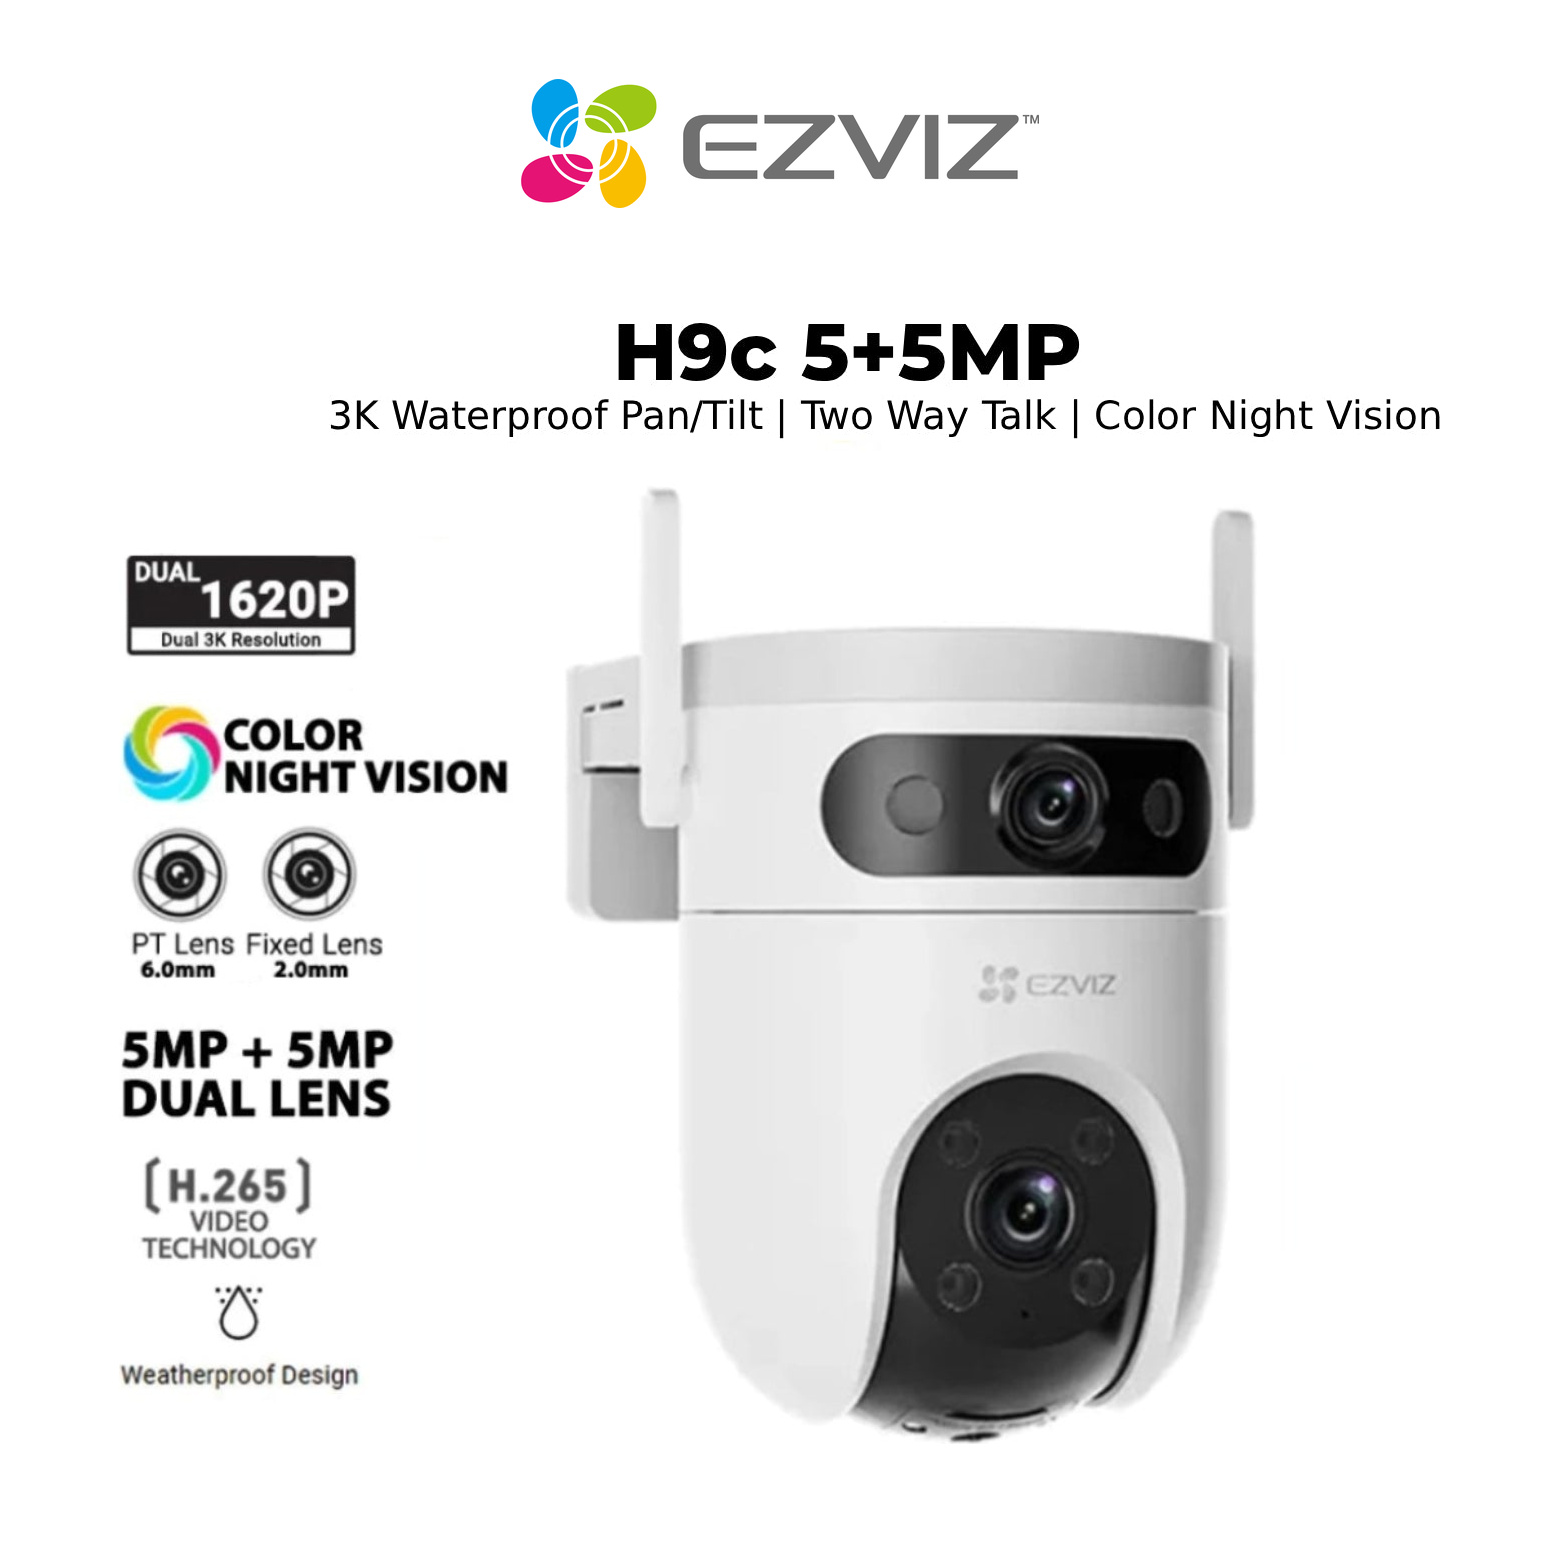 EZVIZ™
H9c 5+5MP
3K Waterproof Pan/Tilt | Two Way Talk | Color Night Vision
DUAL
1620P
Dual 3K Resolution
COLOR
NIGHT VISION
PT Lens Fixed Lens
6.0mm 2.0mm
5MP + 5MP
DUAL LENS
[H.265]
VIDEO
TECHNOLOGY
Weatherproof Design
EZVIZ